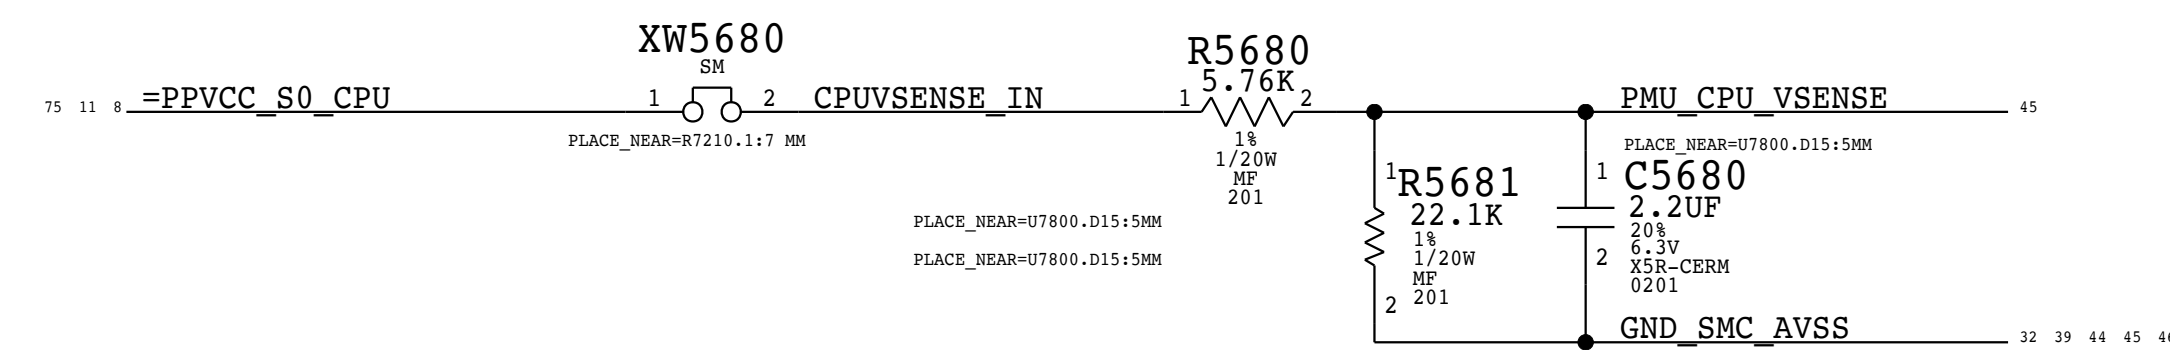 XW5680
SM
75 11 8 =PPVCC_S0_CPU 1 2 CPUVSENSE_IN
PLACE_NEAR=R7210.1:7 MM
R5680
5.76K
1 2
1%
1/20W
MF
201
PMU_CPU_VSENSE 45
PLACE_NEAR=U7800.D15:5MM
PLACE_NEAR=U7800.D15:5MM
PLACE_NEAR=U7800.D15:5MM
1 R5681
22.1K
1%
1/20W
MF
201
2
1 C5680
2.2UF
20%
6.3V
X5R-CERM
0201
2
GND_SMC_AVSS 32 39 44 45